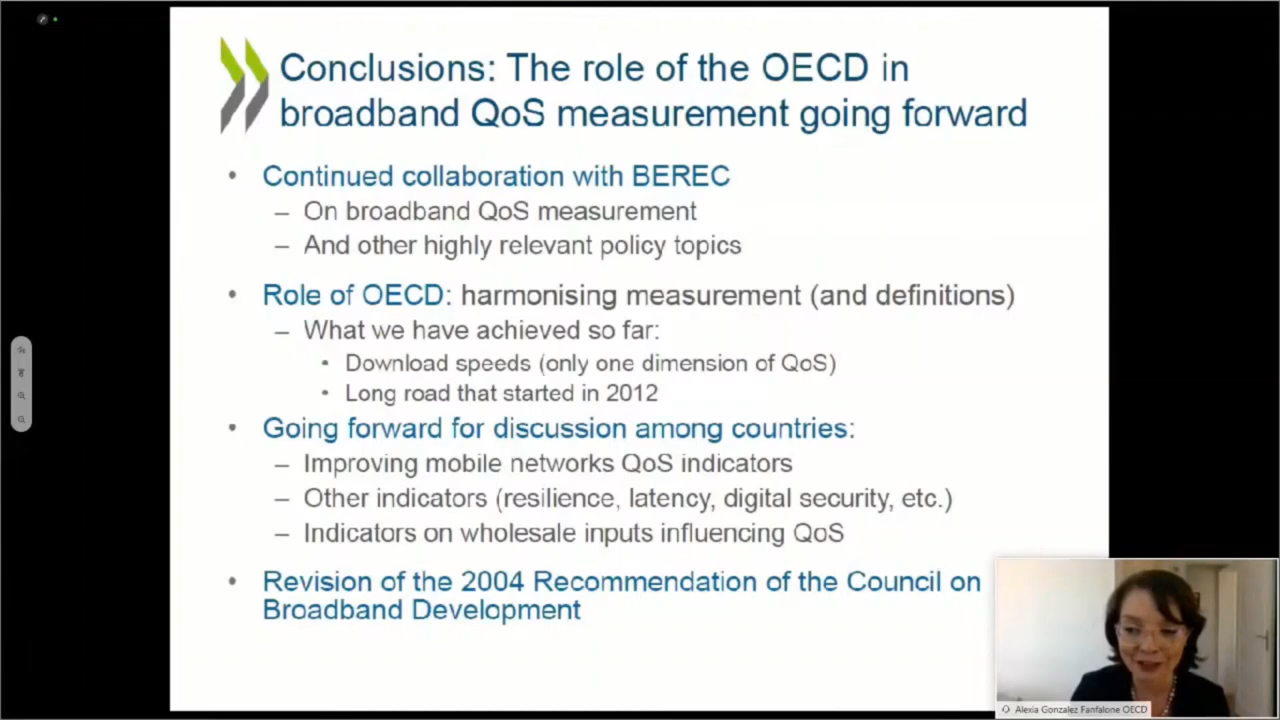 Conclusions: The role of the OECD in
broadband QoS measurement going forward
• Continued collaboration with BEREC
– On broadband QoS measurement
– And other highly relevant policy topics
• Role of OECD: harmonising measurement (and definitions)
– What we have achieved so far:
• Download speeds (only one dimension of QoS)
• Long road that started in 2012
• Going forward for discussion among countries:
– Improving mobile networks QoS indicators
– Other indicators (resilience, latency, digital security, etc.)
– Indicators on wholesale inputs influencing QoS
• Revision of the 2004 Recommendation of the Council on
Broadband Development
Alexia Gonzalez Fanfalone OECD